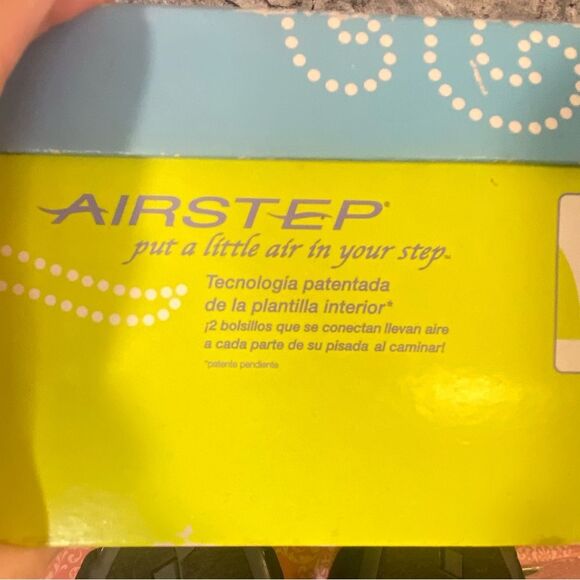 AIRSTEP®
put a little air in your step™
Tecnología patentada
de la plantilla interior*
¡2 bolsillos que se conectan llevan aire
a cada parte de su pisada al caminar!
*patente pendiente